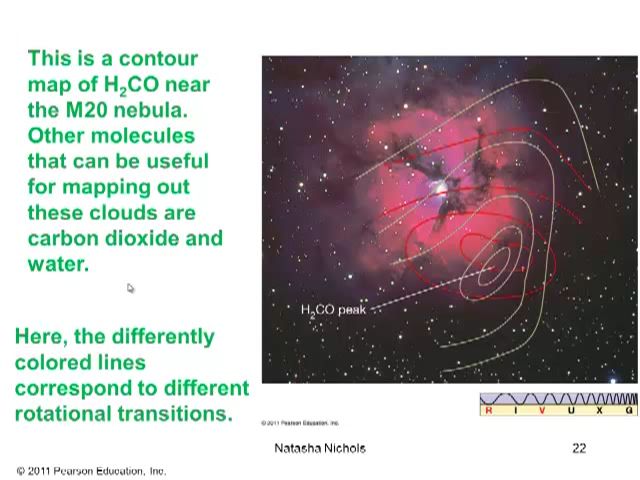 This is a contour
map of H₂CO near
the M20 nebula.
Other molecules
that can be useful
for mapping out
these clouds are
carbon dioxide and
water.
H₂CO peak
Here, the differently
colored lines
correspond to different
rotational transitions.
R I V U X G
© 2011 Pearson Education, Inc.
Natasha Nichols
22
© 2011 Pearson Education, Inc.